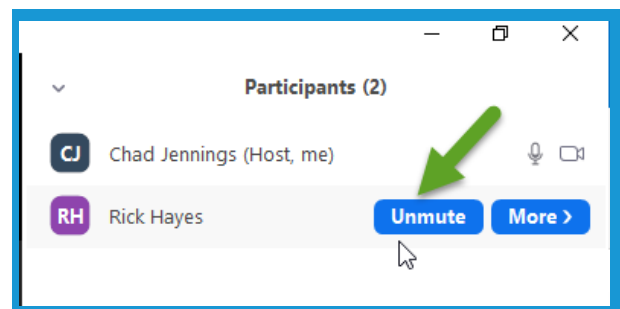 Participants (2)
CJ Chad Jennings (Host, me)
RH Rick Hayes Unmute More >